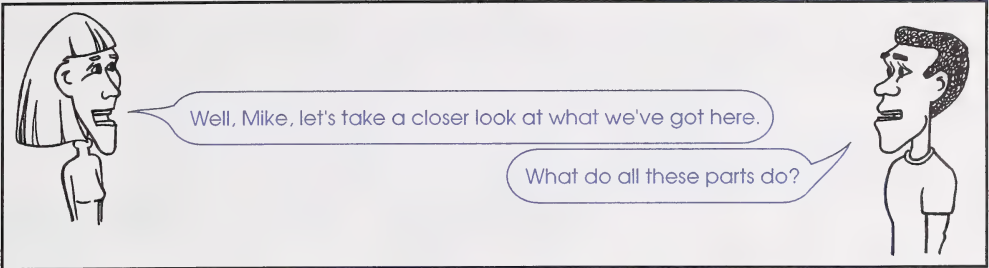 Well, Mike, let's take a closer look at what we've got here.
What do all these parts do?